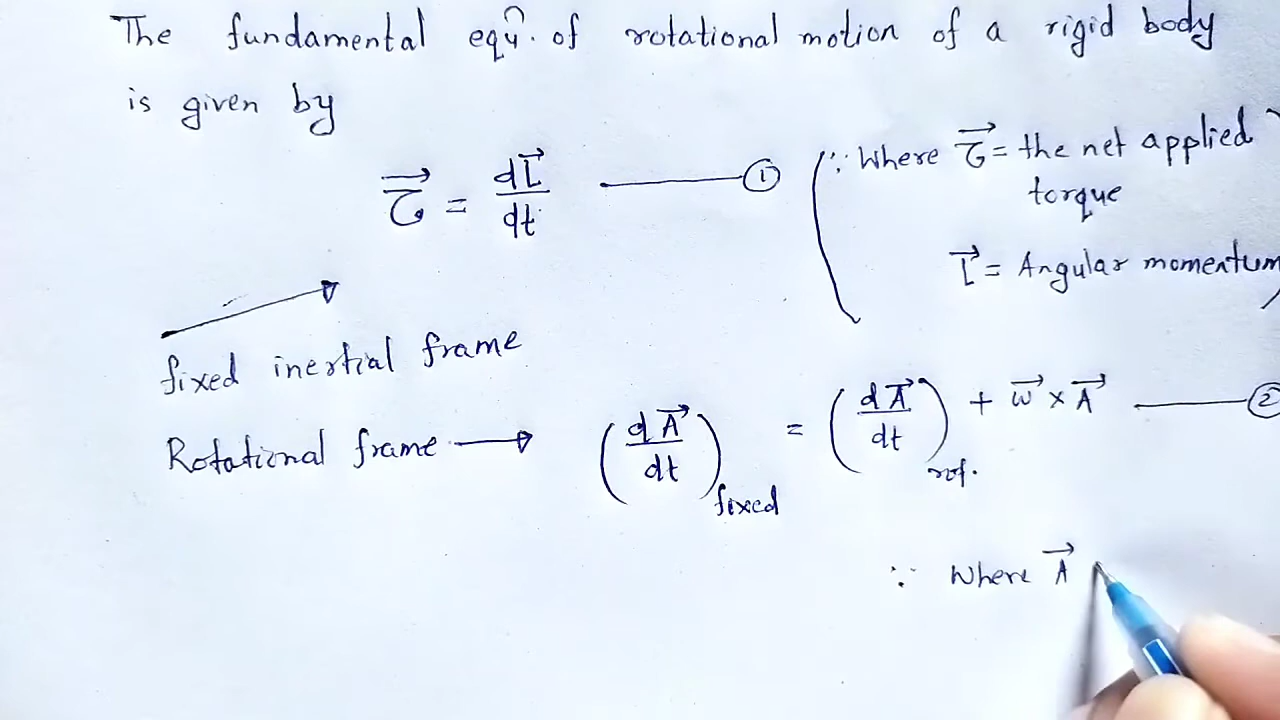 The fundamental equn. of rotational motion of a rigid body
is given by
τ⃗ = dL⃗/dt ——— ①
∵ Where τ⃗ = the net applied
torque
L⃗ = Angular momentum
fixed inertial frame
Rotational frame → (dA⃗/dt)fixed = (dA⃗/dt)rot. + ω⃗ × A⃗ ——— ②
∵ Where A⃗